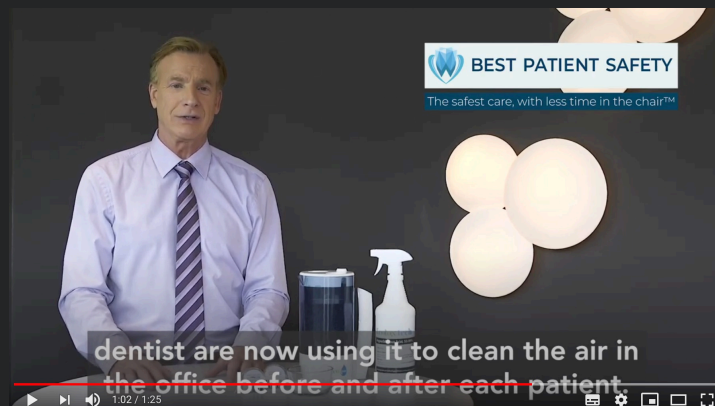 BEST PATIENT SAFETY
The safest care, with less time in the chair™
dentist are now using it to clean the air in
the office before and after each patient.
1:02 / 1:25